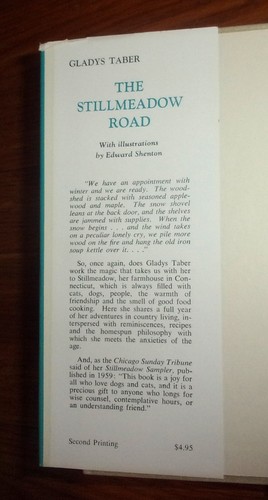 GLADYS TABER
THE
STILLMEADOW
ROAD
With illustrations
by Edward Shenton
"We have an appointment with
winter and we are ready. The wood-
shed is stacked with seasoned apple-
wood and maple. The snow shovel
leans at the back door, and the shelves
are jammed with supplies. When the
snow begins . . . and the wind takes
on a peculiar lonely cry, we pile more
wood on the fire and hang the old iron
soup kettle over it. . . ."
So, once again, does Gladys Taber
work the magic that takes us with her
to Stillmeadow, her farmhouse in Con-
necticut, which is always filled with
cats, dogs, people, the warmth of
friendship and the smell of good food
cooking. Here she shares a full year
of her adventures in country living, in-
terspersed with reminiscences, recipes
and the homespun philosophy with
which she meets the anxieties of the
age.
And, as the Chicago Sunday Tribune
said of her Stillmeadow Sampler, pub-
lished in 1959: "This book is a joy for
all who love dogs and cats, and it is a
precious gift to anyone who longs for
wise counsel, contemplative hours, or
an understanding friend."
Second Printing
$4.95